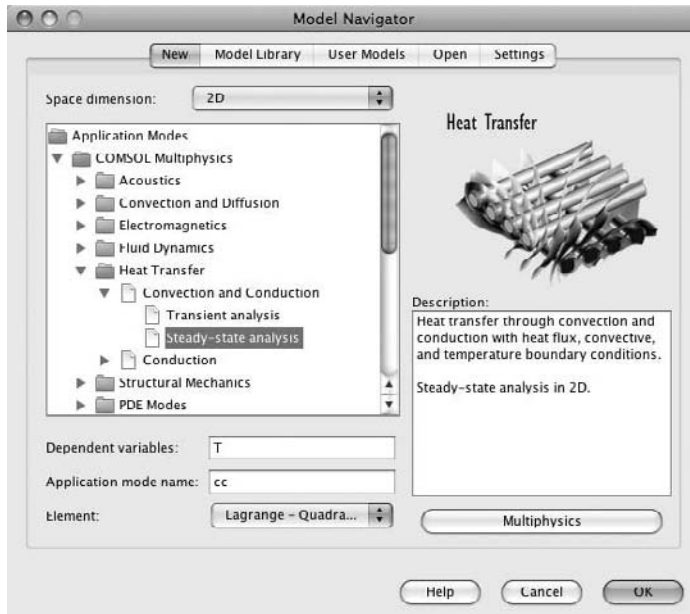 Model Navigator
New Model Library User Models Open Settings
Space dimension: 2D
Application Modes
COMSOL Multiphysics
Acoustics
Convection and Diffusion
Electromagnetics
Fluid Dynamics
Heat Transfer
Convection and Conduction
Transient analysis
Steady-state analysis
Conduction
Structural Mechanics
PDE Modes
Dependent variables: T
Application mode name: cc
Element: Lagrange - Quadra...
Heat Transfer
Description:
Heat transfer through convection and
conduction with heat flux, convective,
and temperature boundary conditions.
Steady-state analysis in 2D.
Multiphysics
Help Cancel OK